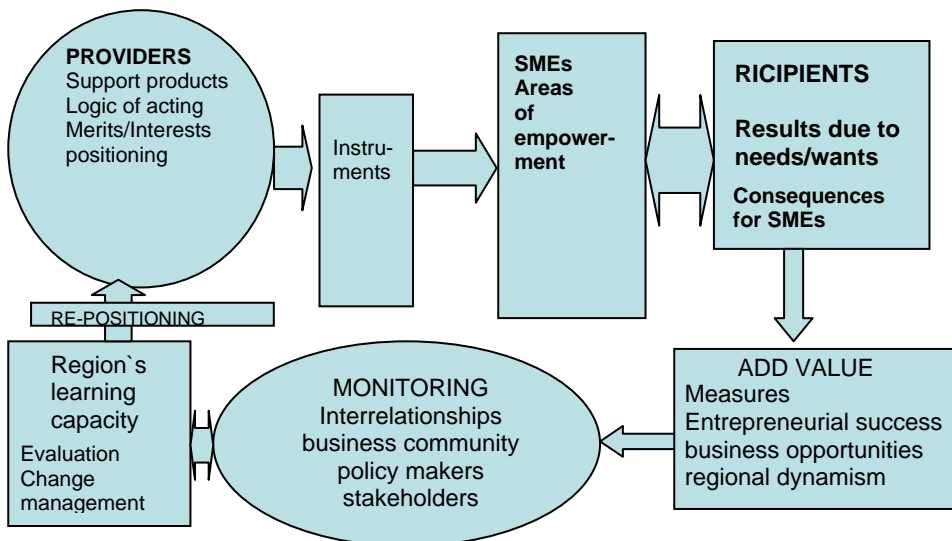 PROVIDERS
Support products
Logic of acting
Merits/Interests
positioning
Instru-
ments
SMEs
Areas
of
empower-
ment
RICIPIENTS
Results due to
needs/wants
Consequences
for SMEs
ADD VALUE
Measures
Entrepreneurial success
business opportunities
regional dynamism
MONITORING
Interrelationships
business community
policy makers
stakeholders
Region`s
learning
capacity
Evaluation
Change
management
RE-POSITIONING